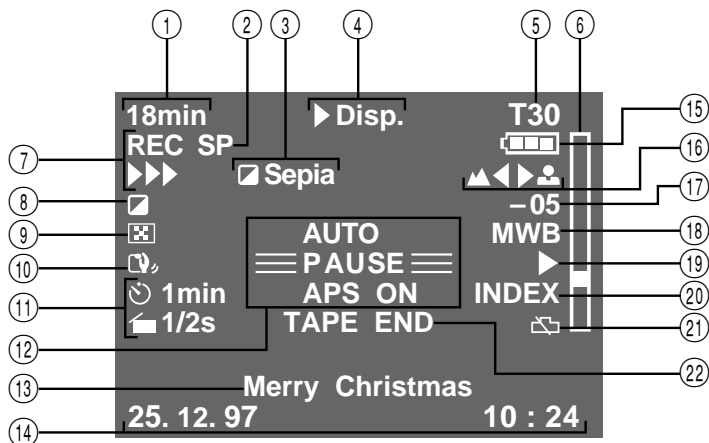 1 2 3 4 5 6
18min ▶ Disp. T30
REC SP 15
7 ▶▶▶ Sepia 16
– 05 17
8
9 AUTO MWB 18
10 PAUSE ▶ 19
11 1min APS ON INDEX 20
1/2s TAPE END 21
12 22
13 Merry Christmas
25. 12. 97 10 : 24
14